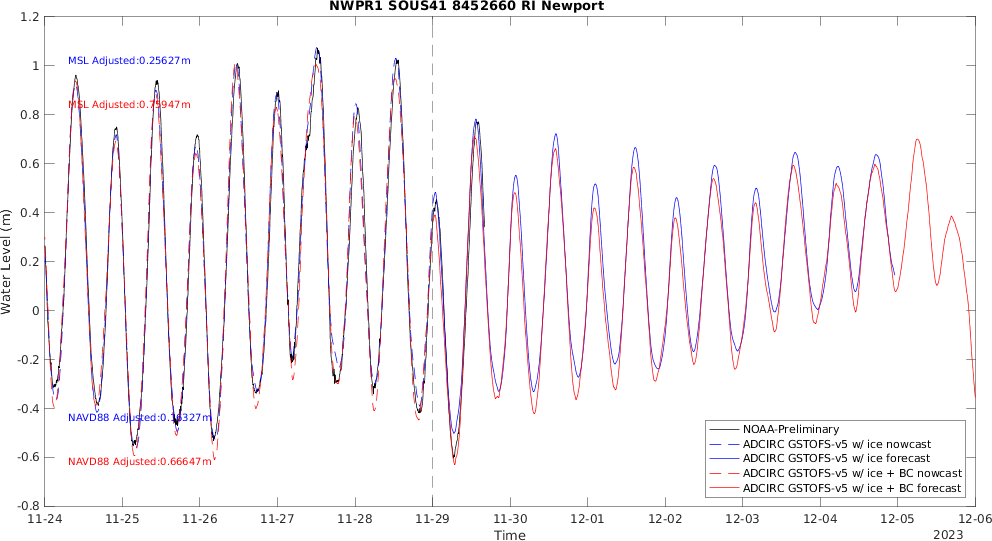 NWPR1 SOUS41 8452660 RI Newport
1.2
1
0.8
0.6
0.4
0.2
0
-0.2
-0.4
-0.6
-0.8
Water Level (m)
MSL Adjusted:0.25627m
MSL Adjusted:0.75947m
NAVD88 Adjusted:0.16327m
NAVD88 Adjusted:0.66647m
NOAA-Preliminary
ADCIRC GSTOFS-v5 w/ ice nowcast
ADCIRC GSTOFS-v5 w/ ice forecast
ADCIRC GSTOFS-v5 w/ ice + BC nowcast
ADCIRC GSTOFS-v5 w/ ice + BC forecast
11-24 11-25 11-26 11-27 11-28 11-29 11-30 12-01 12-02 12-03 12-04 12-05 12-06
Time
2023